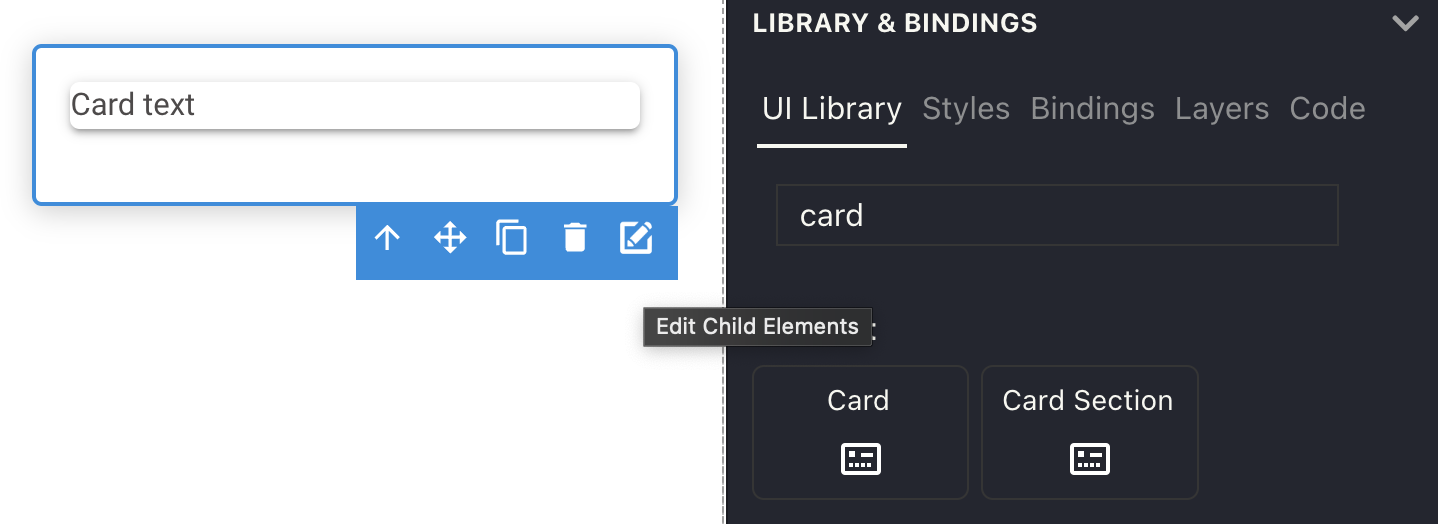 LIBRARY & BINDINGS
UI Library Styles Bindings Layers Code
Card text
card
Edit Child Elements :
Card
Card Section